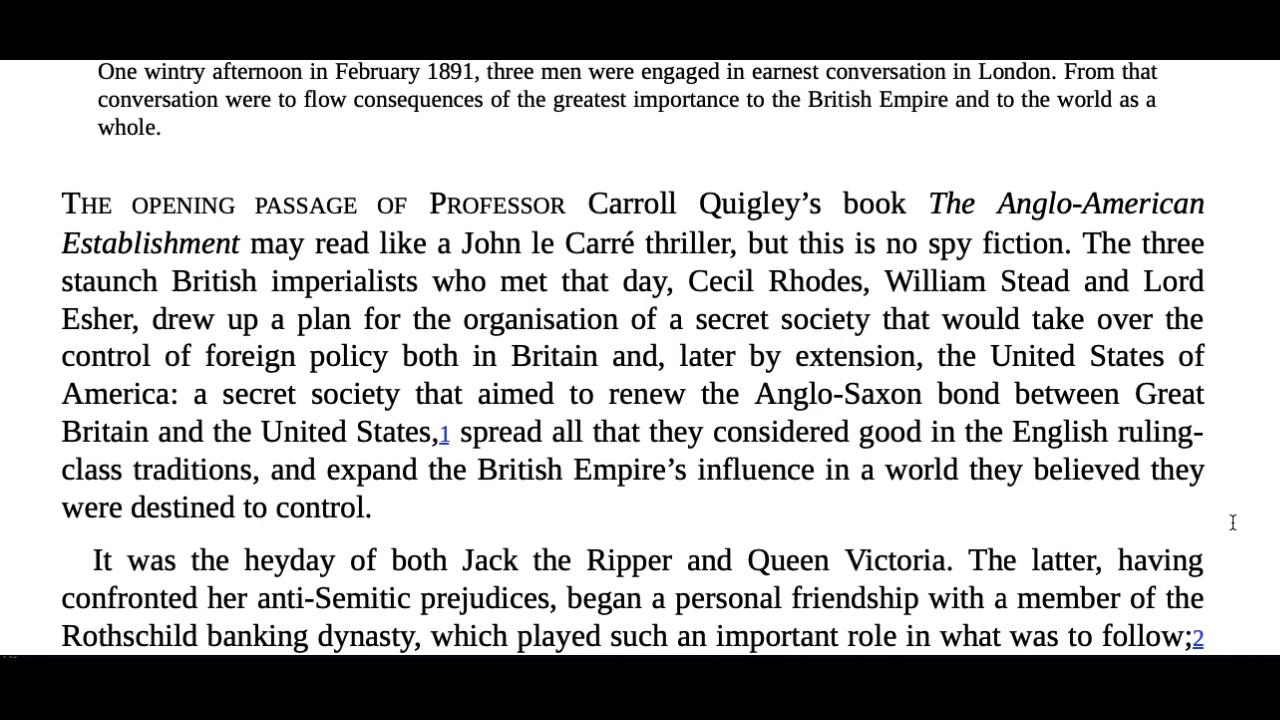 One wintry afternoon in February 1891, three men were engaged in earnest conversation in London. From that
conversation were to flow consequences of the greatest importance to the British Empire and to the world as a
whole.
THE OPENING PASSAGE OF PROFESSOR Carroll Quigley’s book The Anglo-American
Establishment may read like a John le Carré thriller, but this is no spy fiction. The three
staunch British imperialists who met that day, Cecil Rhodes, William Stead and Lord
Esher, drew up a plan for the organisation of a secret society that would take over the
control of foreign policy both in Britain and, later by extension, the United States of
America: a secret society that aimed to renew the Anglo-Saxon bond between Great
Britain and the United States,1 spread all that they considered good in the English ruling-
class traditions, and expand the British Empire’s influence in a world they believed they
were destined to control.
It was the heyday of both Jack the Ripper and Queen Victoria. The latter, having
confronted her anti-Semitic prejudices, began a personal friendship with a member of the
Rothschild banking dynasty, which played such an important role in what was to follow;2